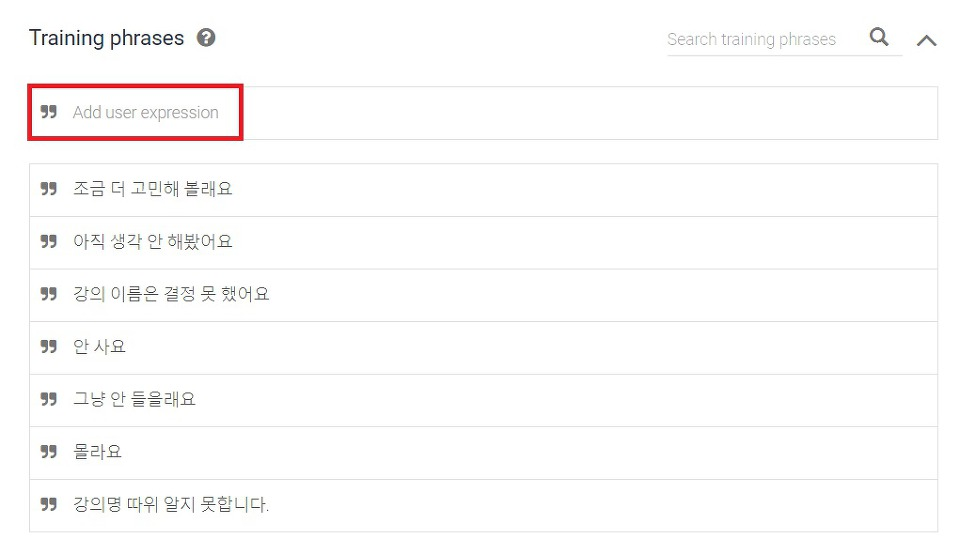 Training phrases
Search training phrases
Add user expression
조금 더 고민해 볼래요
아직 생각 안 해봤어요
강의 이름은 결정 못 했어요
안 사요
그냥 안 들을래요
몰라요
강의명 따위 알지 못합니다.